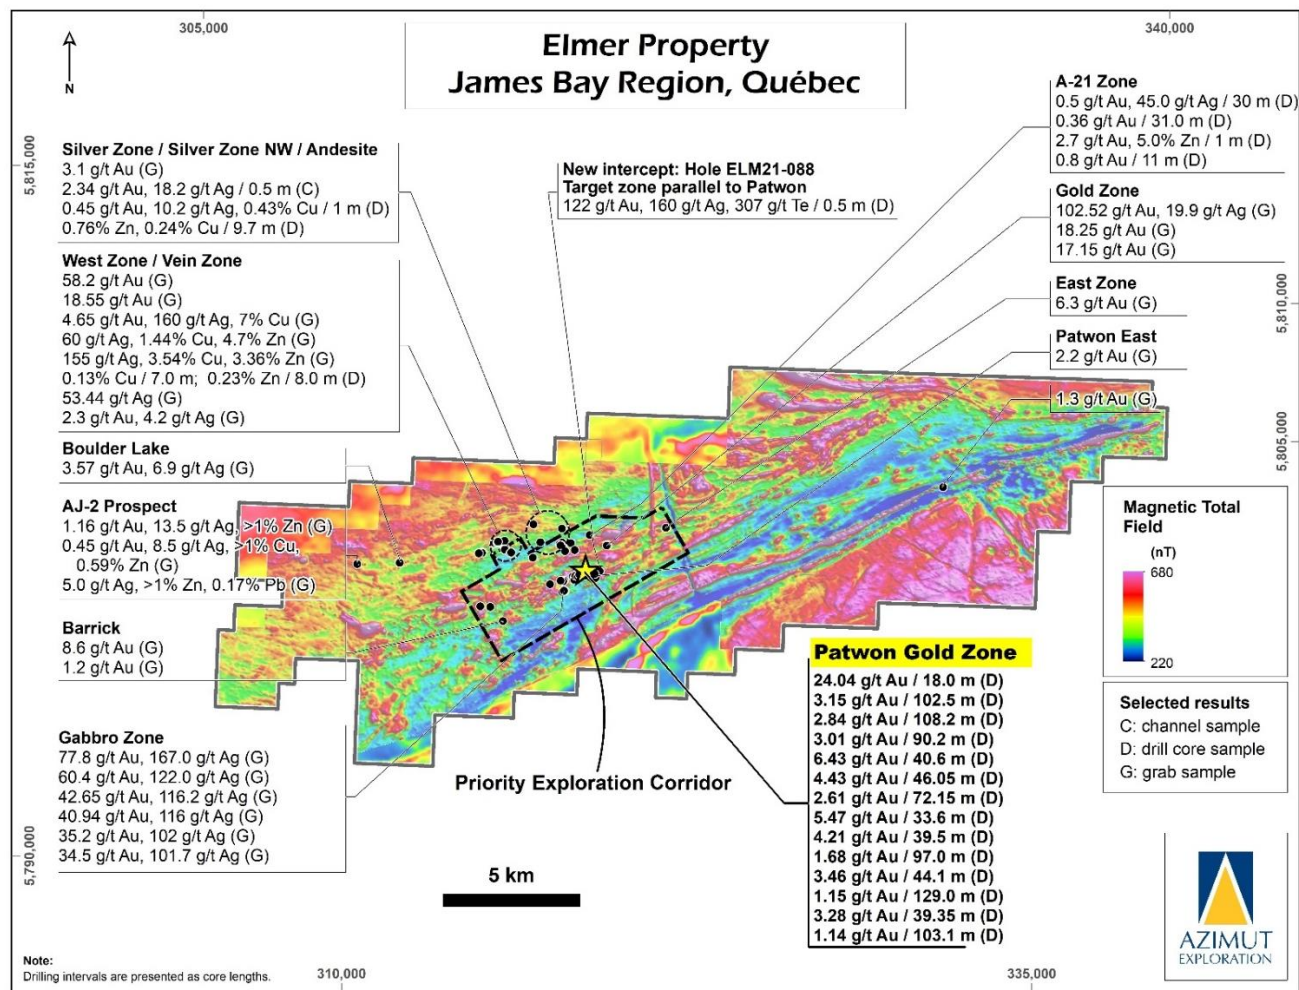 305,000
340,000
Elmer Property
James Bay Region, Québec
N
5,815,000
Silver Zone / Silver Zone NW / Andesite
3.1 g/t Au (G)
2.34 g/t Au, 18.2 g/t Ag / 0.5 m (C)
0.45 g/t Au, 10.2 g/t Ag, 0.43% Cu / 1 m (D)
0.76% Zn, 0.24% Cu / 9.7 m (D)
West Zone / Vein Zone
58.2 g/t Au (G)
18.55 g/t Au (G)
4.65 g/t Au, 160 g/t Ag, 7% Cu (G)
60 g/t Ag, 1.44% Cu, 4.7% Zn (G)
155 g/t Ag, 3.54% Cu, 3.36% Zn (G)
0.13% Cu / 7.0 m; 0.23% Zn / 8.0 m (D)
53.44 g/t Ag (G)
2.3 g/t Au, 4.2 g/t Ag (G)
Boulder Lake
3.57 g/t Au, 6.9 g/t Ag (G)
AJ-2 Prospect
1.16 g/t Au, 13.5 g/t Ag, >1% Zn (G)
0.45 g/t Au, 8.5 g/t Ag, >1% Cu,
0.59% Zn (G)
5.0 g/t Ag, >1% Zn, 0.17% Pb (G)
Barrick
8.6 g/t Au (G)
1.2 g/t Au (G)
Gabbro Zone
77.8 g/t Au, 167.0 g/t Ag (G)
60.4 g/t Au, 122.0 g/t Ag (G)
42.65 g/t Au, 116.2 g/t Ag (G)
40.94 g/t Au, 116 g/t Ag (G)
35.2 g/t Au, 102 g/t Ag (G)
34.5 g/t Au, 101.7 g/t Ag (G)
5,790,000
New intercept: Hole ELM21-088
Target zone parallel to Patwon
122 g/t Au, 160 g/t Ag, 307 g/t Te / 0.5 m (D)
A-21 Zone
0.5 g/t Au, 45.0 g/t Ag / 30 m (D)
0.36 g/t Au / 31.0 m (D)
2.7 g/t Au, 5.0% Zn / 1 m (D)
0.8 g/t Au / 11 m (D)
Gold Zone
102.52 g/t Au, 19.9 g/t Ag (G)
18.25 g/t Au (G)
17.15 g/t Au (G)
East Zone
6.3 g/t Au (G)
5,810,000
Patwon East
2.2 g/t Au (G)
1.3 g/t Au (G)
5,805,000
Magnetic Total
Field
(nT)
680
220
Selected results
C: channel sample
D: drill core sample
G: grab sample
Patwon Gold Zone
24.04 g/t Au / 18.0 m (D)
3.15 g/t Au / 102.5 m (D)
2.84 g/t Au / 108.2 m (D)
3.01 g/t Au / 90.2 m (D)
6.43 g/t Au / 40.6 m (D)
4.43 g/t Au / 46.05 m (D)
2.61 g/t Au / 72.15 m (D)
5.47 g/t Au / 33.6 m (D)
4.21 g/t Au / 39.5 m (D)
1.68 g/t Au / 97.0 m (D)
3.46 g/t Au / 44.1 m (D)
1.15 g/t Au / 129.0 m (D)
3.28 g/t Au / 39.35 m (D)
1.14 g/t Au / 103.1 m (D)
Priority Exploration Corridor
5 km
AZIMUT
EXPLORATION
Note:
Drilling intervals are presented as core lengths.
310,000
335,000